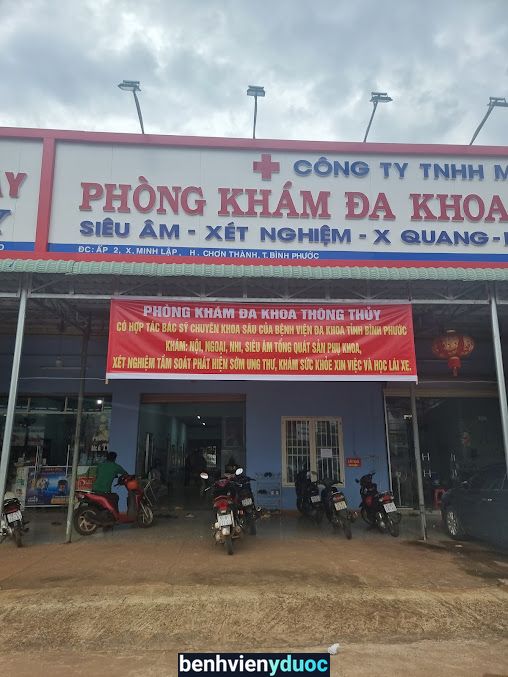 CÔNG TY TNHH M
PHÒNG KHÁM ĐA KHOA
SIÊU ÂM - XÉT NGHIỆM - X QUANG -
ĐC: ẤP 2, X. MINH LẬP , H. CHƠN THÀNH, T. BÌNH PHƯỚC
PHÒNG KHÁM ĐA KHOA THÔNG THỦY
CÓ HỢP TÁC BÁC SỸ CHUYÊN KHOA SÂU CỦA BỆNH VIỆN ĐA KHOA TỈNH BÌNH PHƯỚC
KHÁM: NỘI, NGOẠI, NHI, SIÊU ÂM TỔNG QUÁT SẢN PHỤ KHOA,
XÉT NGHIỆM TẦM SOÁT PHÁT HIỆN SỚM UNG THƯ, KHÁM SỨC KHỎE XIN VIỆC VÀ HỌC LÁI XE.
benhvienyduoc